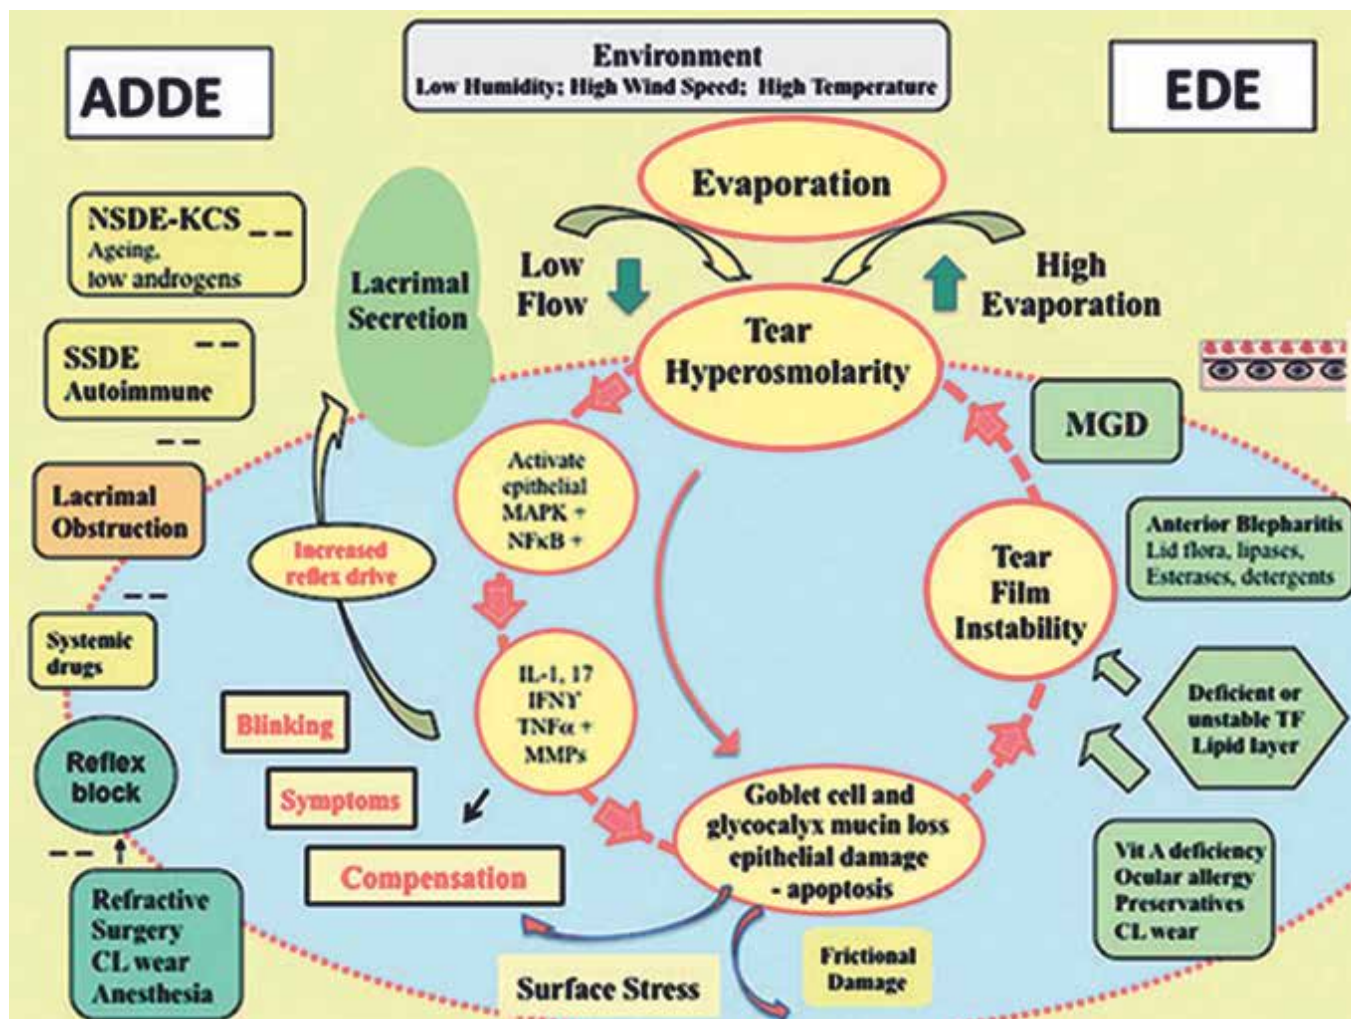 ADDE
Environment
Low Humidity; High Wind Speed; High Temperature
EDE
Evaporation
NSDE-KCS
Ageing,
low androgens
Lacrimal
Secretion
Low
Flow
High
Evaporation
Tear
Hyperosmolarity
SSDE
Autoimmune
MGD
Lacrimal
Obstruction
Activate
epithelial
MAPK +
NFκB +
Increased
reflex drive
Tear
Film
Instability
Anterior Blepharitis
Lid flora, lipases,
Esterases, detergents
Systemic
drugs
IL-1, 17
IFNϒ
TNFα +
MMPs
Deficient or
unstable TF
Lipid layer
Blinking
Reflex
block
Symptoms
Compensation
Goblet cell and
glycocalyx mucin loss
epithelial damage
- apoptosis
Vit A deficiency
Ocular allergy
Preservatives
CL wear
Refractive
Surgery
CL wear
Anesthesia
Surface Stress
Frictional
Damage